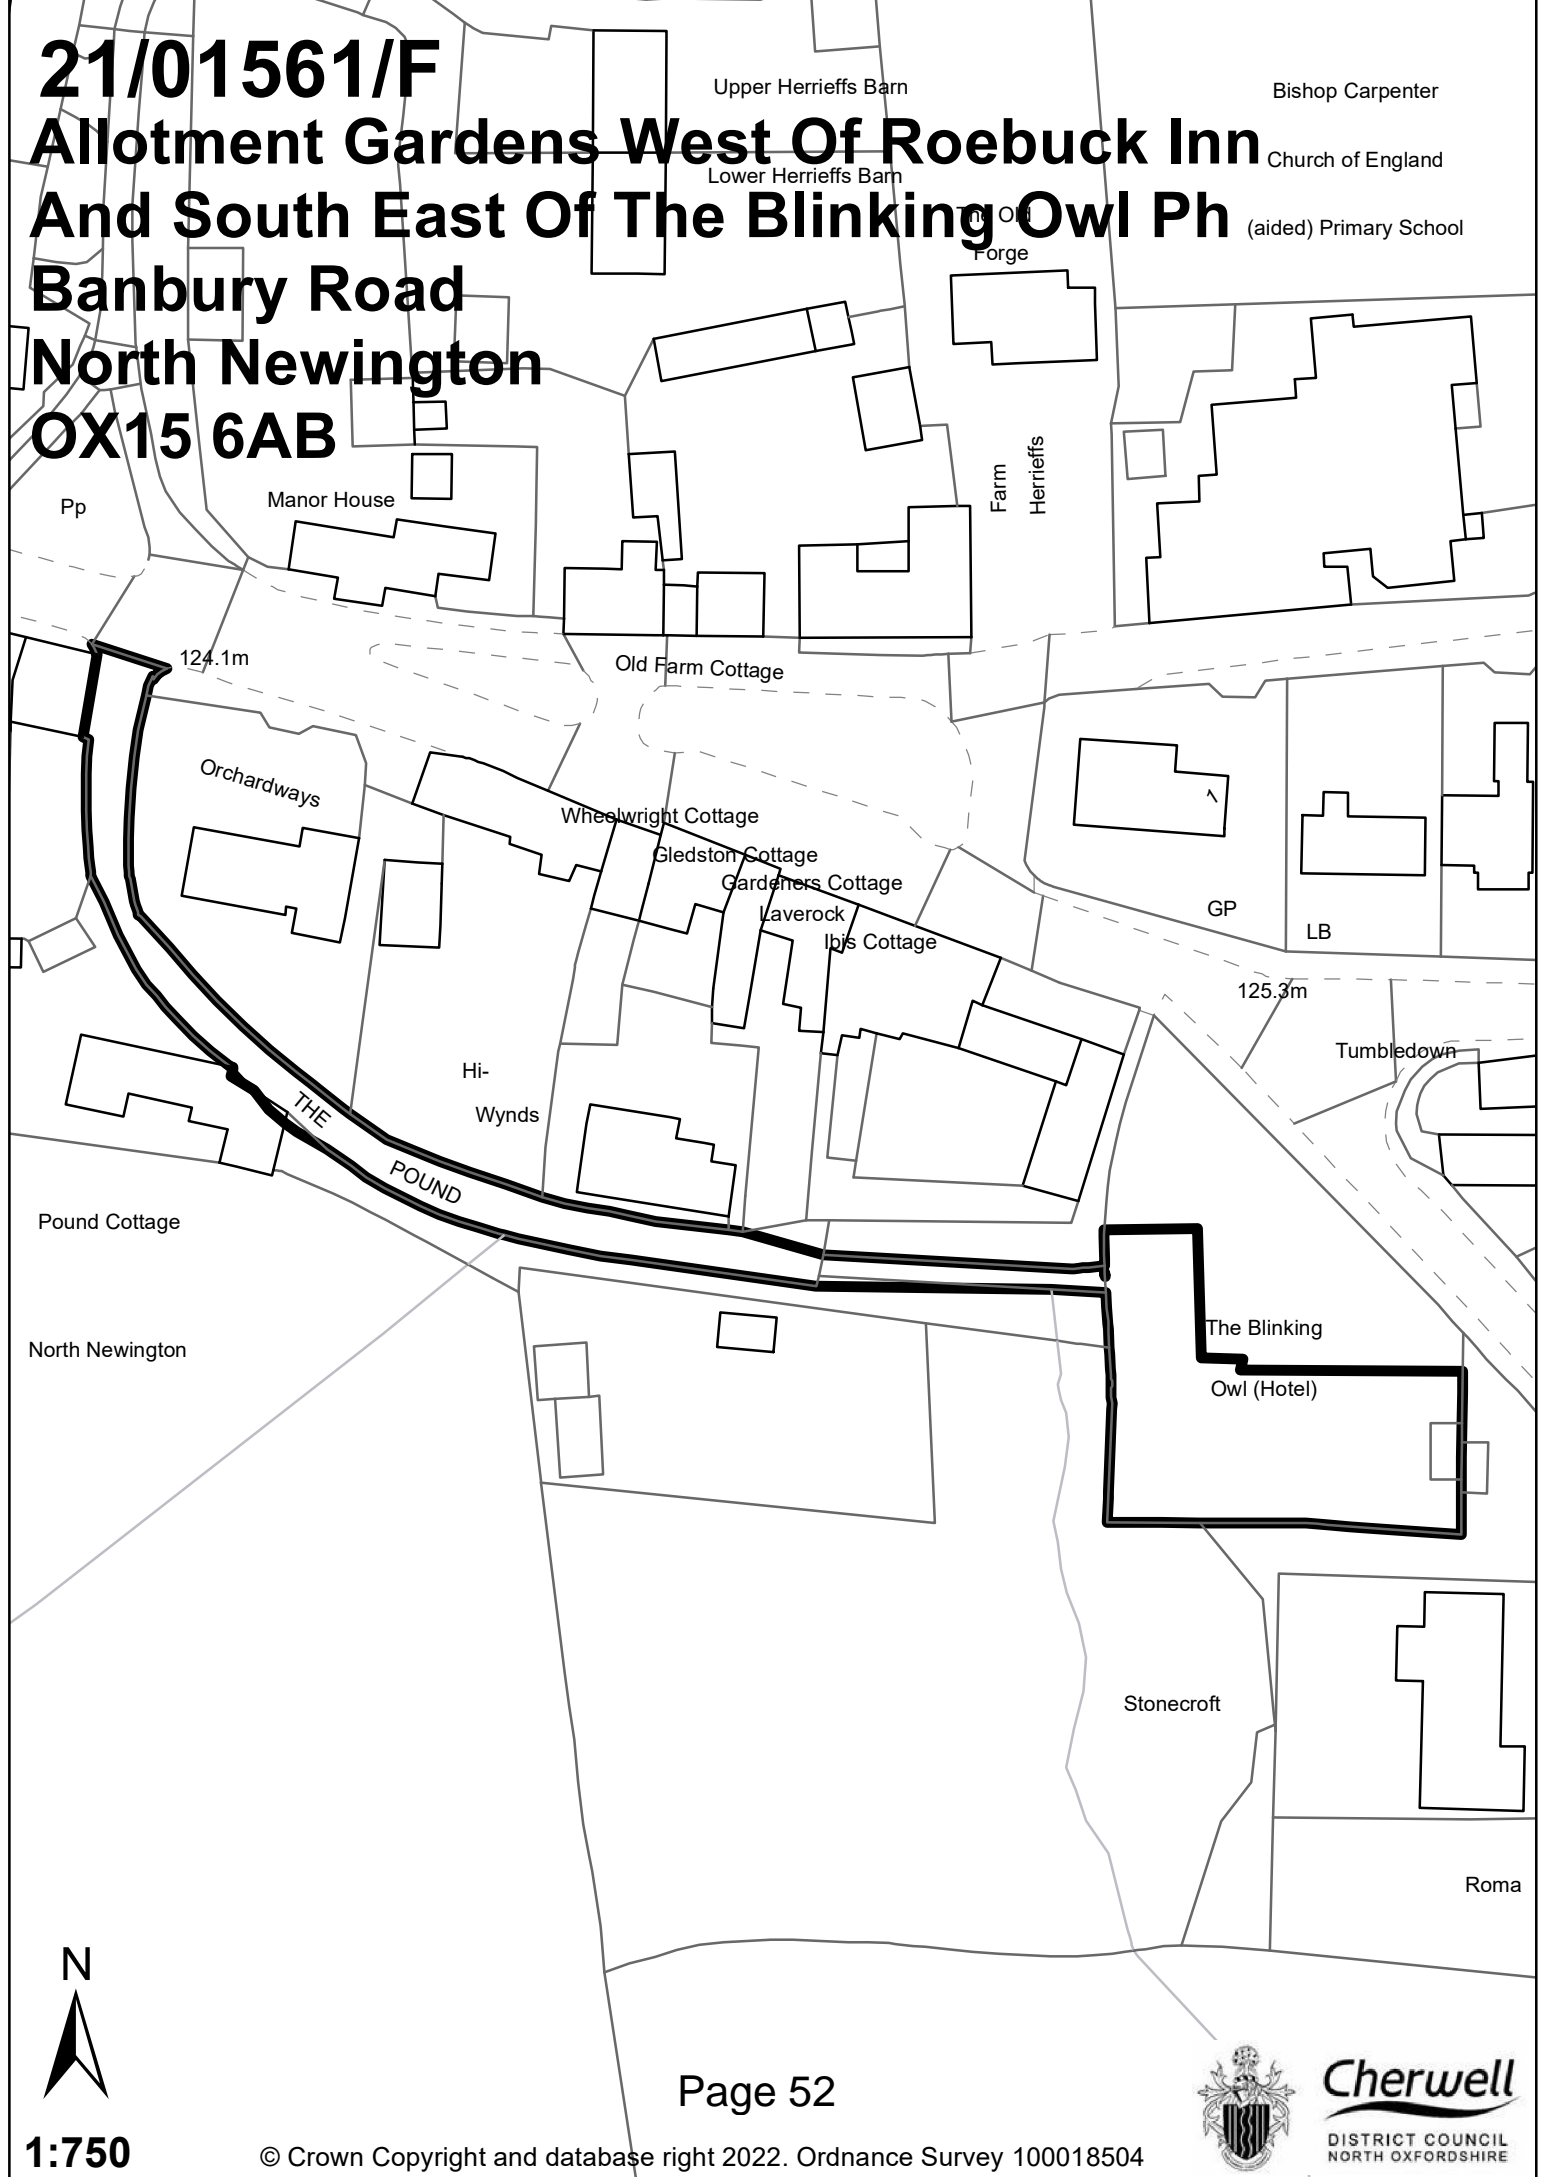 21/01561/F
Allotment Gardens West Of Roebuck Inn
And South East Of The Blinking Owl Ph
Banbury Road
North Newington
OX15 6AB
Upper Herrieffs Barn
Lower Herrieffs Barn
Bishop Carpenter
Church of England
(aided) Primary School
The Old
Forge
Farm
Herrieffs
Pp
Manor House
124.1m
Old Farm Cottage
Orchardways
Wheelwright Cottage
Gledston Cottage
Gardeners Cottage
Laverock
Ibis Cottage
1
GP
LB
125.3m
Tumbledown
Hi-
Wynds
THE
POUND
Pound Cottage
North Newington
The Blinking
Owl (Hotel)
Stonecroft
Roma
N
1:750
Page 52
© Crown Copyright and database right 2022. Ordnance Survey 100018504
Cherwell
DISTRICT COUNCIL
NORTH OXFORDSHIRE